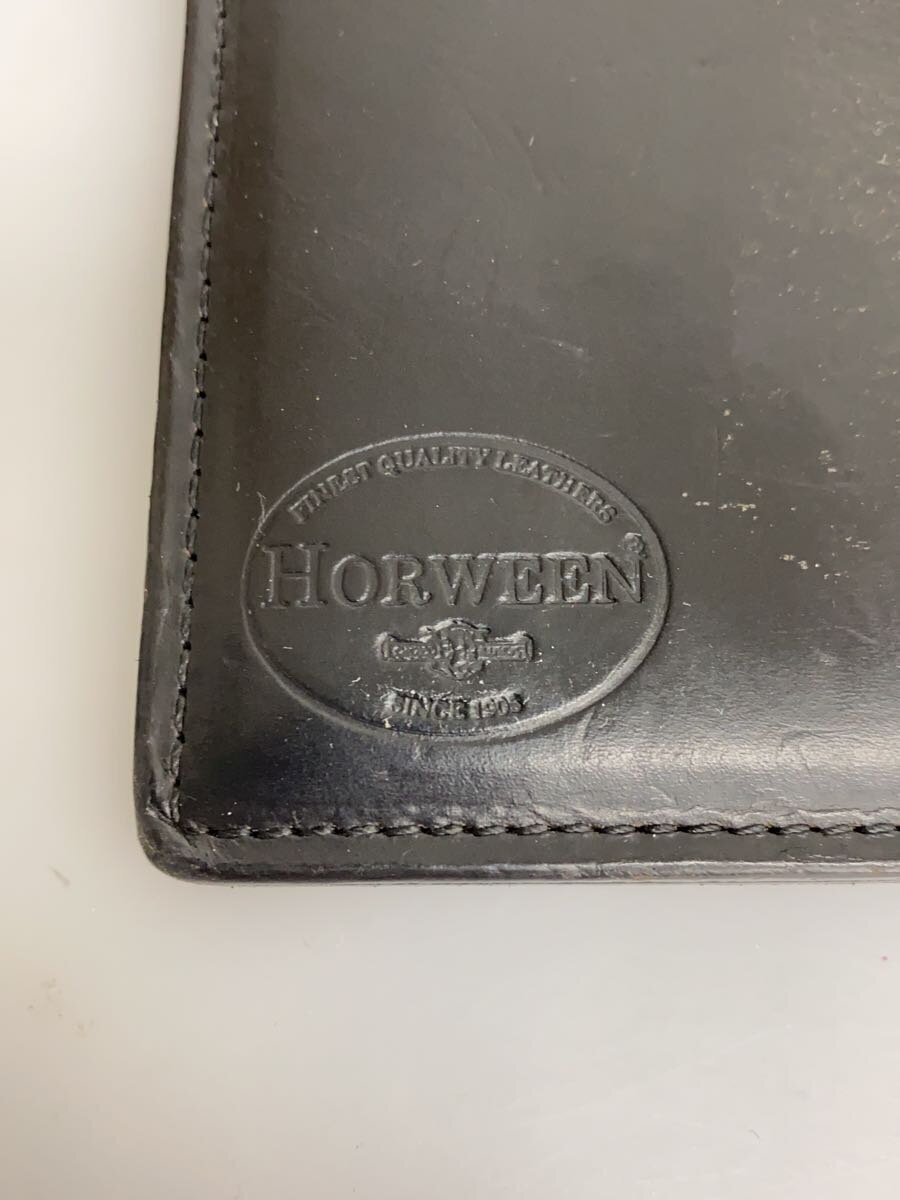 FINEST QUALITY LEATHERS
HORWEEN®
SINCE 1905